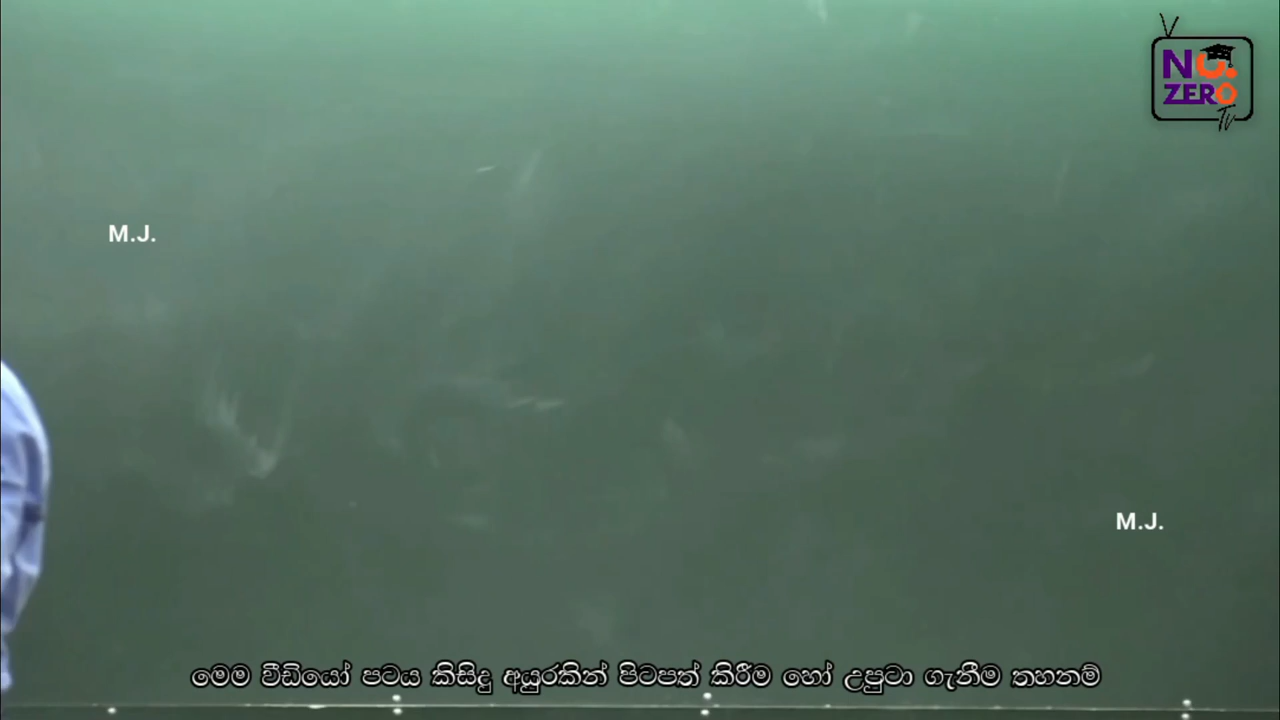 NO.
ZERO
Tv
M.J.
M.J.
මෙම වීඩියෝ පටය කිසිදු අයුරකින් පිටපත් කිරීම හෝ උපුටා ගැනීම තහනම්